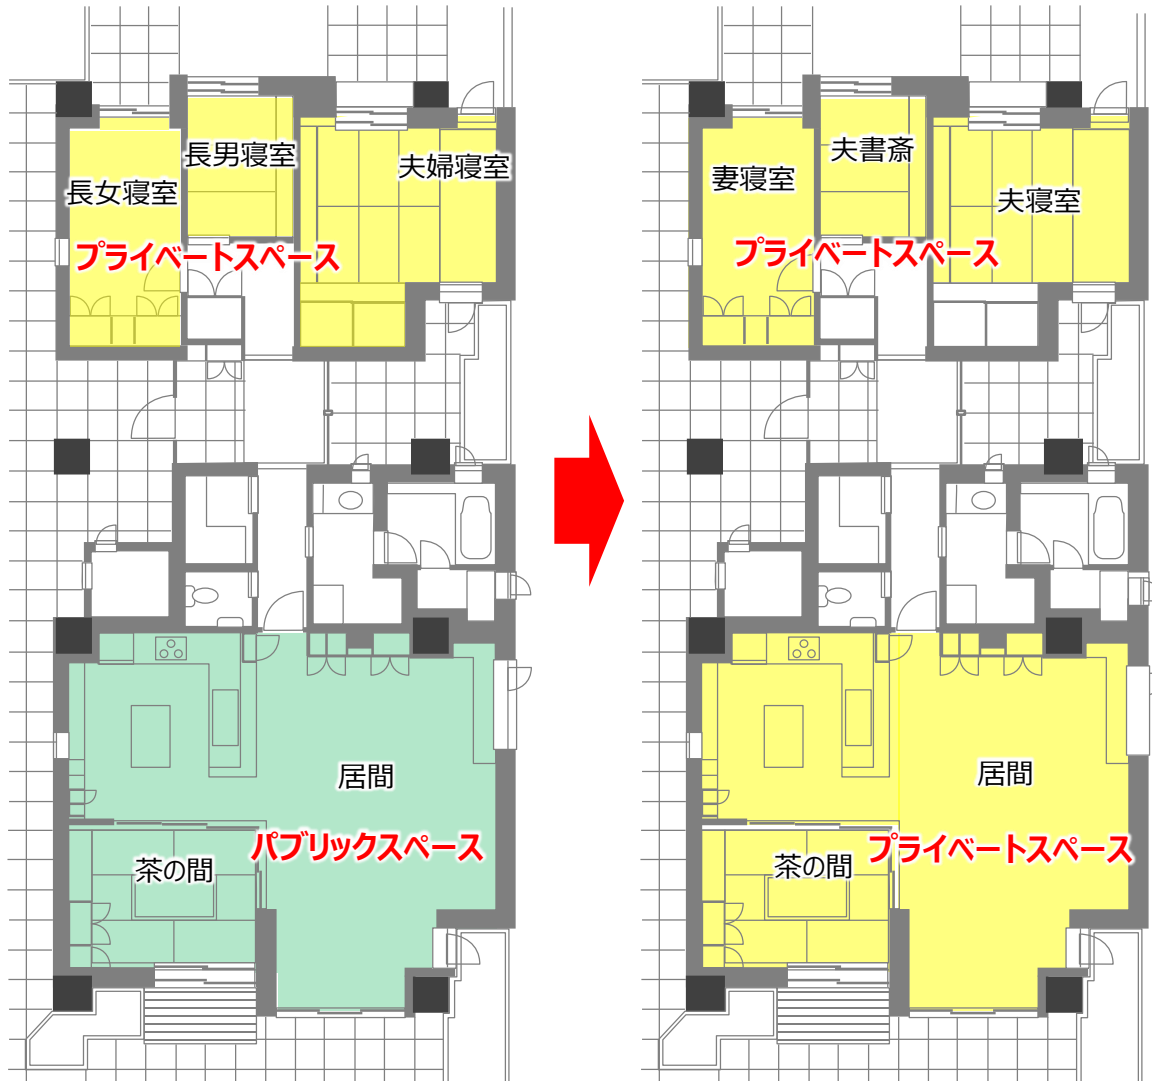 長男寝室
夫婦寝室
長女寝室
プライベートスペース
居間
パブリックスペース
茶の間
夫書斎
妻寝室
夫寝室
プライベートスペース
居間
プライベートスペース
茶の間